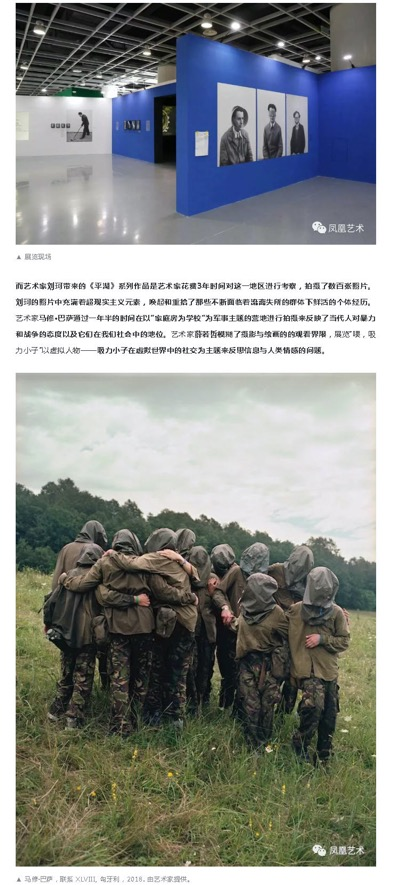 凤凰艺术
▲ 展览现场
而艺术家刘珂带来的《平湖》系列作品是艺术家花费3年时间对这一地区进行考察，拍摄了数百张照片。
刘珂的照片中充满着超现实主义元素，唤起和重拾了那些不断面临着流离失所的群体下鲜活的个体经历。
艺术家马修·巴萨通过一年半的时间在以“家庭房为学校”为军事主题的营地进行拍摄来反映了当代人对暴力
和战争的态度以及它们在我们社会中的地位。艺术家薛若哲模糊了摄影与绘画的的观看界限，展览“噗，吸
力小子”以虚拟人物——吸力小子在虚拟世界中的社交为主题来反思信息与人类情感的问题。
凤凰艺术
▲ 马修·巴萨，联系 XLVIII, 匈牙利，2018. 由艺术家提供。